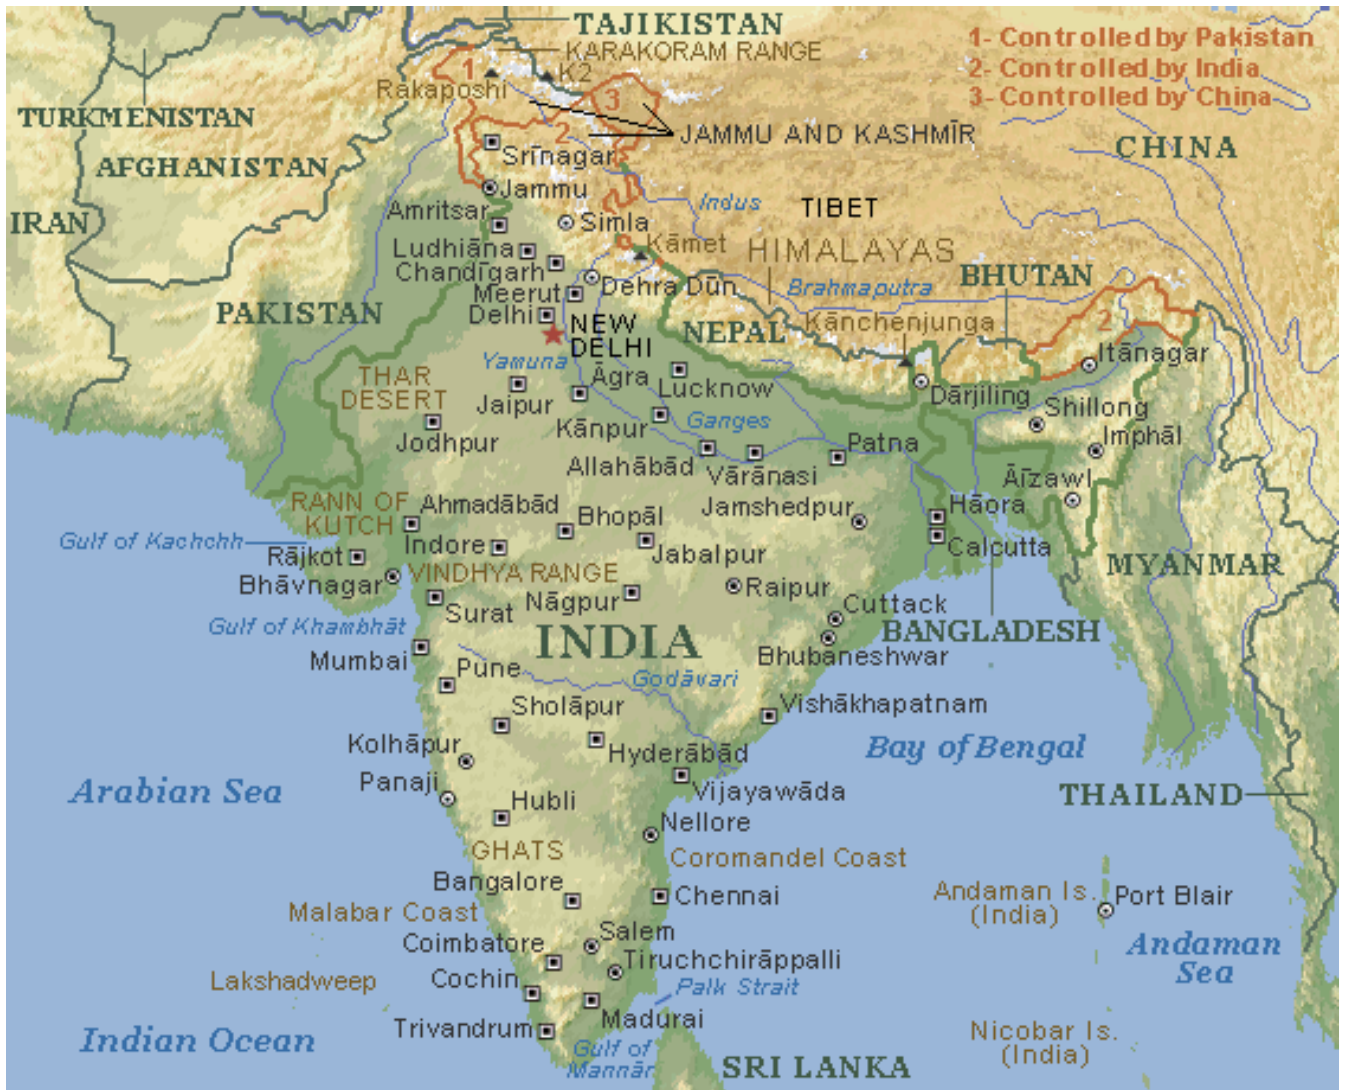 TAJIKISTAN
1- Controlled by Pakistan
KARAKORAM RANGE
1
K2
2- Controlled by India
Rakaposhi
3
3- Controlled by China
TURKMENISTAN
2
JAMMU AND KASHMĪR
CHINA
AFGHANISTAN
Srīnagar
Jammu
Indus
TIBET
IRAN
Amritsar
Simla
Ludhiāna
Kāmet
HIMALAYAS
Chandīgarh
BHUTAN
Meerut
Dehra Dūn
Brahmaputra
PAKISTAN
Delhi
NEW
DELHI
NEPAL
Kānchenjunga
2
Yamuna
Itānagar
THAR
DESERT
Āgra
Lucknow
Dārjiling
Jaipur
Shillong
Jodhpur
Kānpur
Ganges
Patna
Imphāl
Allahābād
Vārānasi
Āīzawl
RANN OF
KUTCH
Ahmadābād
Bhopāl
Jamshedpur
Hāora
Gulf of Kachchh
Indore
Jabalpur
Calcutta
Rājkot
Bhāvnagar
VINDHYA RANGE
Raipur
MYANMAR
Surat
Nāgpur
Cuttack
Gulf of Khambhāt
INDIA
BANGLADESH
Mumbai
Pune
Bhubaneshwar
Godāvari
Sholāpur
Vishākhapatnam
Kolhāpur
Hyderābād
Bay of Bengal
Panaji
Arabian Sea
Hubli
Vijayawāda
THAILAND
Nellore
GHATS
Coromandel Coast
Bangalore
Chennai
Andaman Is.
(India)
Port Blair
Malabar Coast
Salem
Coimbatore
Tiruchchirāppalli
Andaman
Sea
Lakshadweep
Cochin
Palk Strait
Madurai
Indian Ocean
Trivandrum
Nicobar Is.
(India)
Gulf of
Mannār
SRI LANKA